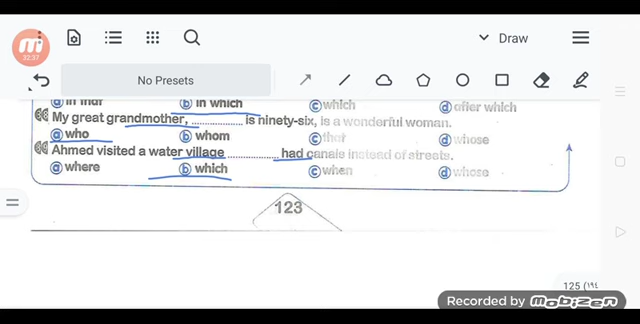 32:37
Draw
No Presets
ⓐ in that ⓑ in which ⓒ which ⓓ after which
My great grandmother, ............ is ninety-six, is a wonderful woman.
ⓐ who ⓑ whom ⓒ that ⓓ whose
Ahmed visited a water village ............ had canals instead of streets.
ⓐ where ⓑ which ⓒ when ⓓ whose
123
125 (١٩٤
Recorded by Mobizen